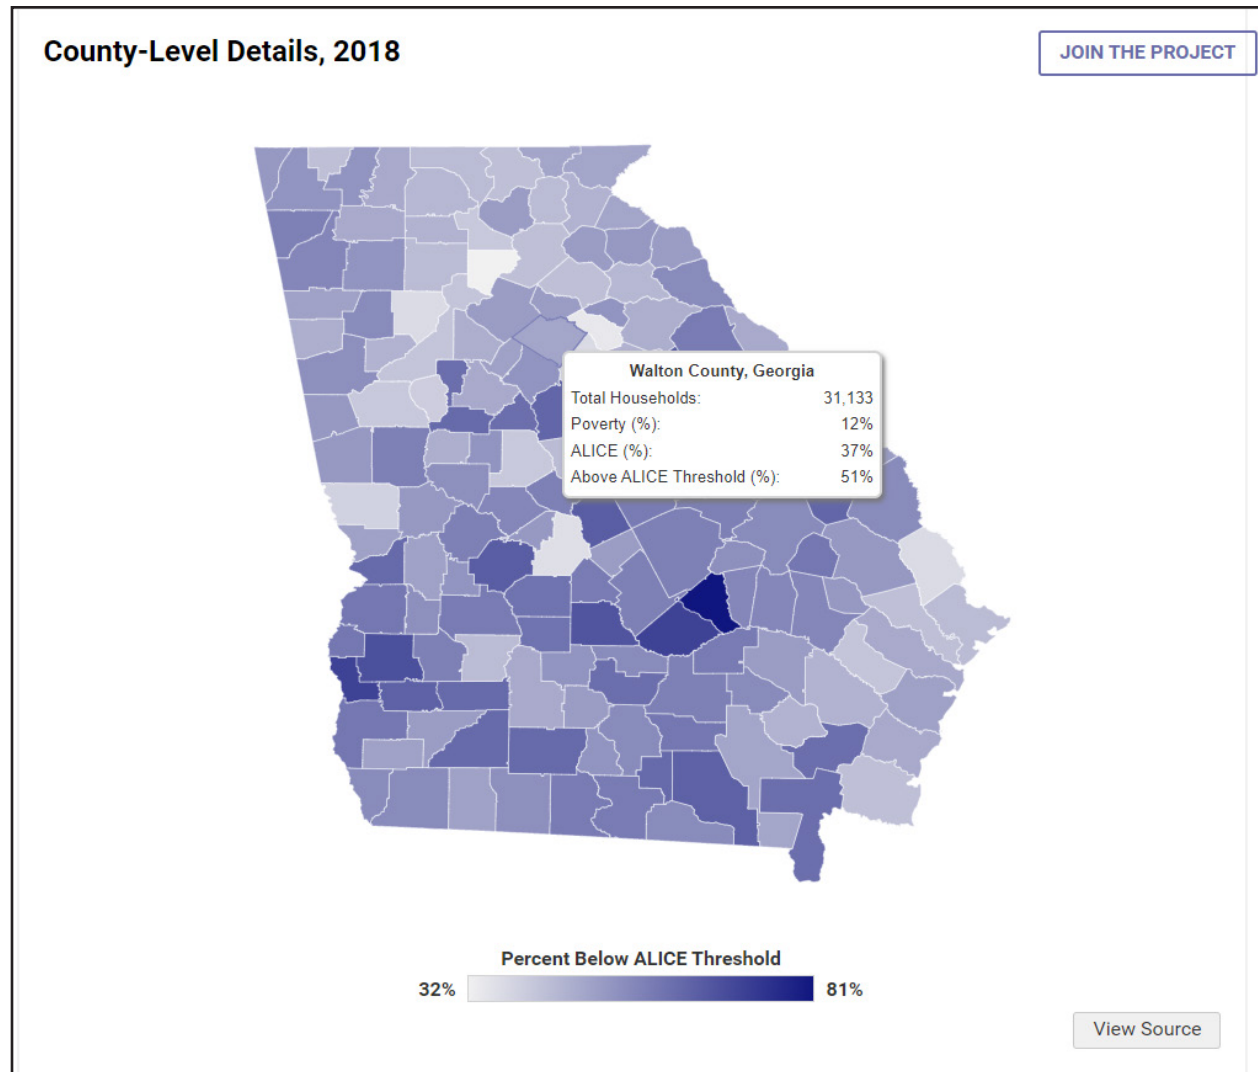 County-Level Details, 2018
JOIN THE PROJECT
Walton County, Georgia
Total Households: 31,133
Poverty (%): 12%
ALICE (%): 37%
Above ALICE Threshold (%): 51%
Percent Below ALICE Threshold
32% 81%
View Source